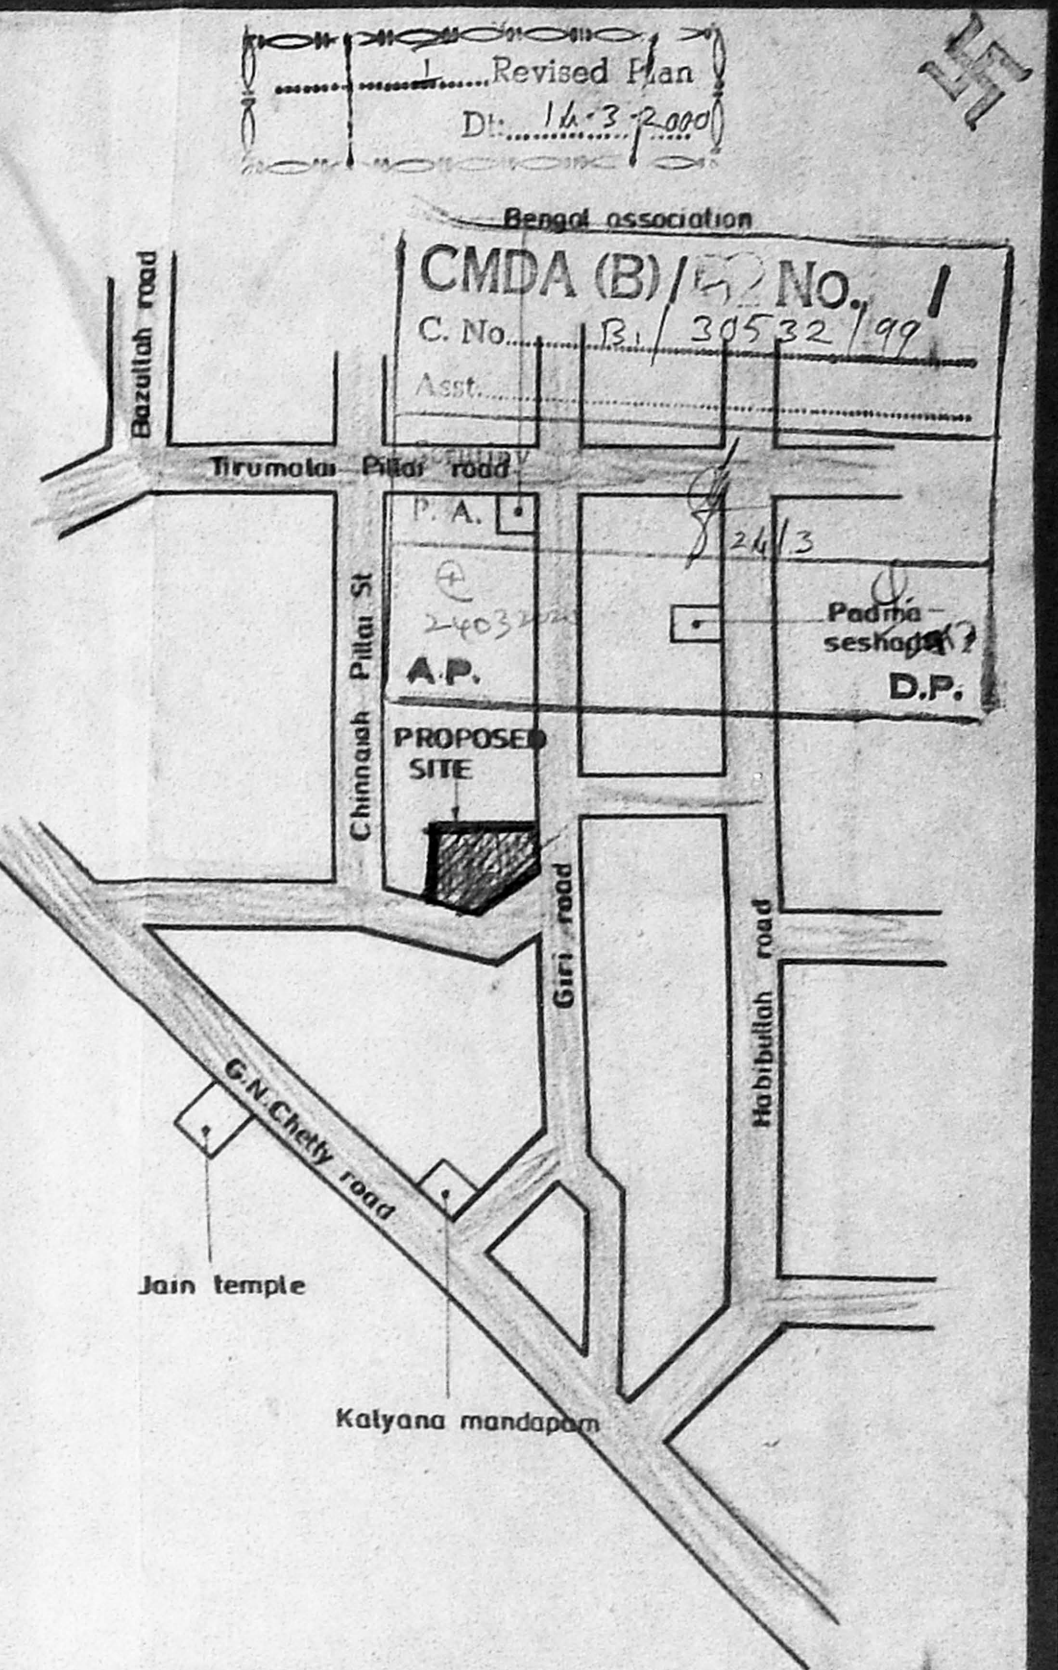 1 Revised Plan
Dt: 14-3-2000
Bengal association
CMDA (B)/ No. 1
C. No. B1/30532/99
Asst.
Bazullah road
Tirumalai Pillai road
P. A.
24/3
Chinnaiah Pillai St
Padma
A.P.
D.P.
PROPOSED
SITE
Giri road
Habibullah road
G.N.Chetty road
Jain temple
Kalyana mandapam